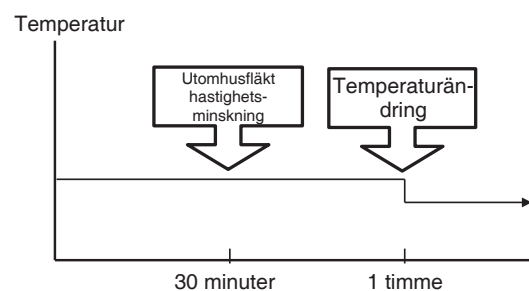 Temperatur
Utomhusfläkt
hastighets-
minskning
Temperaturän-
dring
30 minuter
1 timme